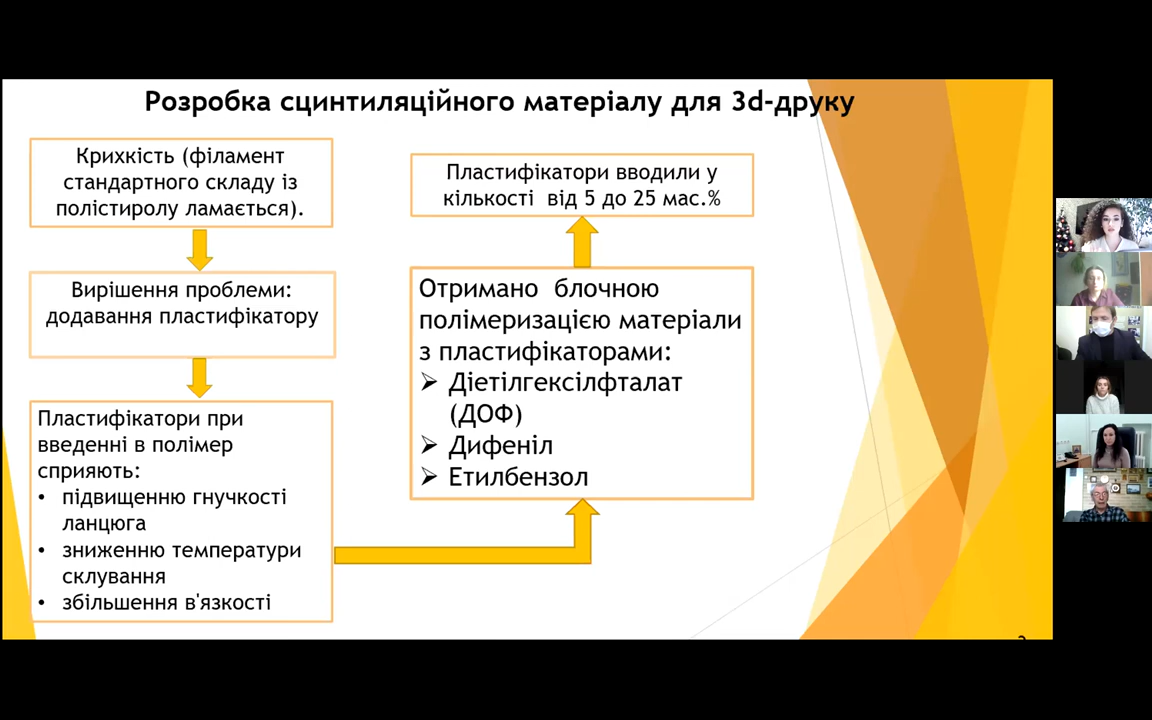 Розробка сцинтиляційного матеріалу для 3d-друку
Крихкість (філамент
стандартного складу із
полістиролу ламається).
Вирішення проблеми:
додавання пластифікатору
Пластифікатори при
введенні в полімер
сприяють:
• підвищенню гнучкості
ланцюга
• зниженню температури
склування
• збільшення в'язкості
Отримано блочною
полімеризацією матеріали
з пластифікаторами:
➢ Діетілгексілфталат
(ДОФ)
➢ Дифеніл
➢ Етилбензол
Пластифікатори вводили у
кількості від 5 до 25 мас.%